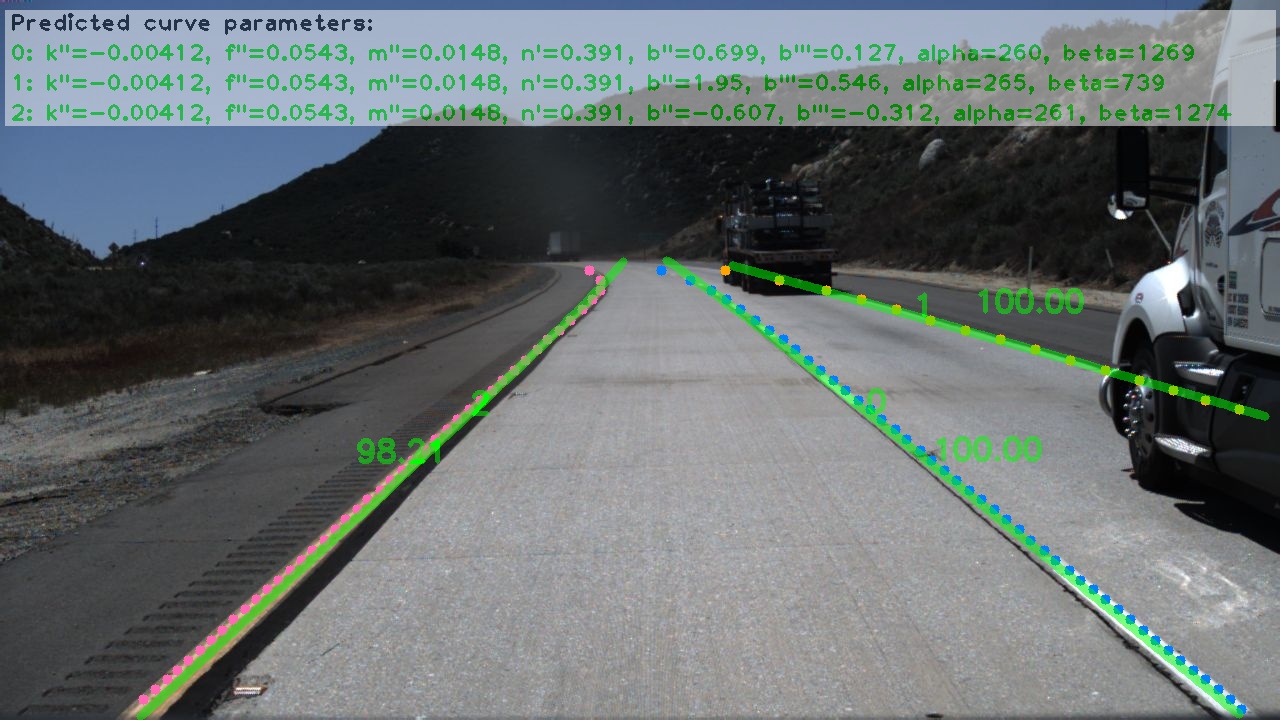 Predicted curve parameters:
0: k''=-0.00412, f''=0.0543, m''=0.0148, n'=0.391, b''=0.699, b'''=0.127, alpha=260, beta=1269
1: k''=-0.00412, f''=0.0543, m''=0.0148, n'=0.391, b''=1.95, b'''=0.546, alpha=265, beta=739
2: k''=-0.00412, f''=0.0543, m''=0.0148, n'=0.391, b''=-0.607, b'''=-0.312, alpha=261, beta=1274
1 100.00
2
0
98.21
100.00